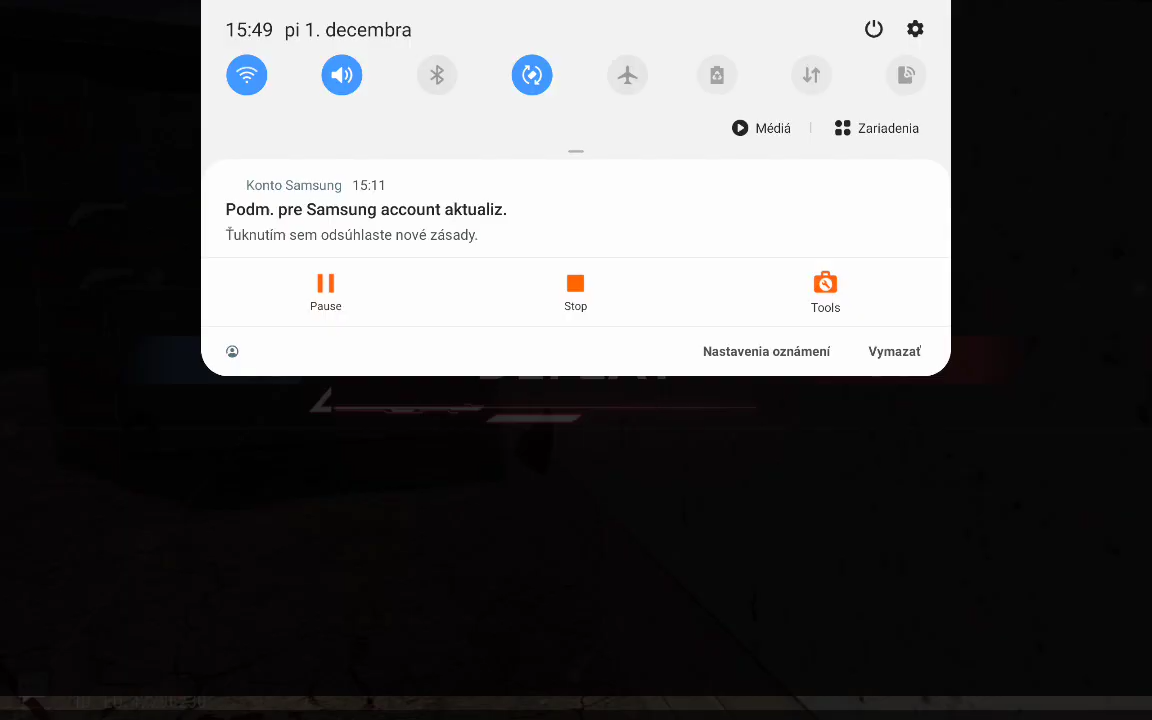 15:49 pi 1. decembra
Médiá
Zariadenia
Konto Samsung 15:11
Podm. pre Samsung account aktualiz.
Ťuknutím sem odsúhlaste nové zásady.
Pause
Stop
Tools
Nastavenia oznámení
Vymazať